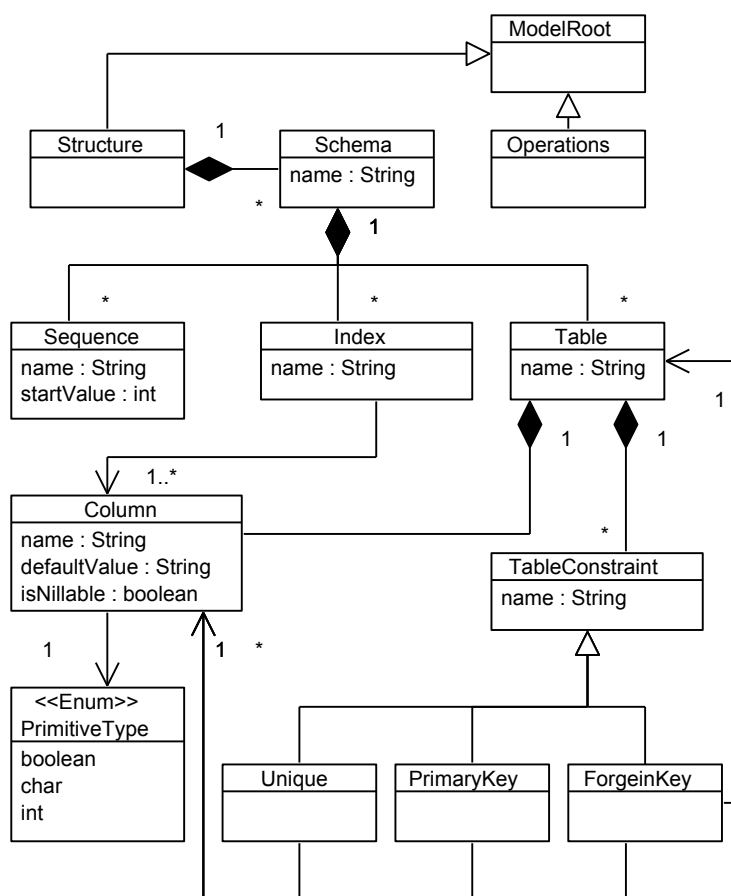 ModelRoot
Structure
1
Schema
Operations
name : String
*
1
*
*
*
Sequence
Index
Table
name : String
name : String
name : String
startValue : int
1
1
1
1..*
Column
name : String
defaultValue : String
isNillable : boolean
*
TableConstraint
name : String
1
1
*
<<Enum>>
PrimitiveType
boolean
char
int
Unique
PrimaryKey
ForgeinKey